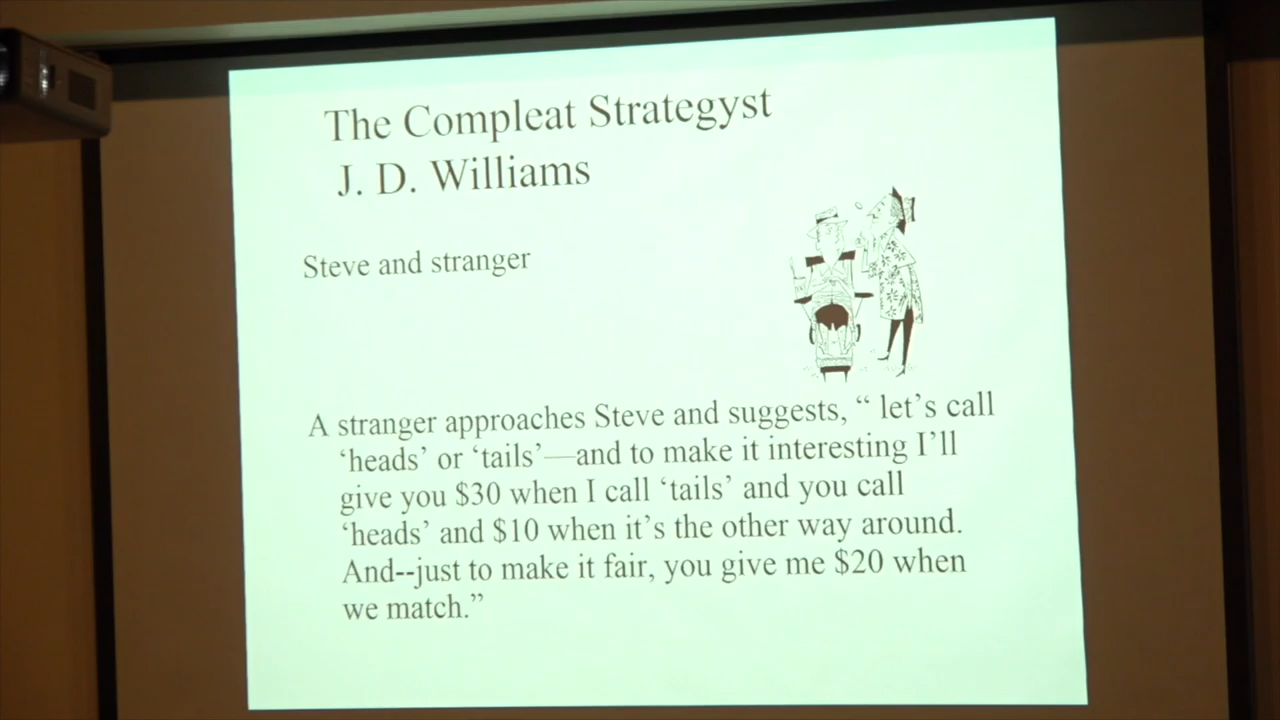 The Compleat Strategyst
J. D. Williams
Steve and stranger
A stranger approaches Steve and suggests, “ let’s call
‘heads’ or ‘tails’—and to make it interesting I’ll
give you $30 when I call ‘tails’ and you call
‘heads’ and $10 when it’s the other way around.
And--just to make it fair, you give me $20 when
we match.”